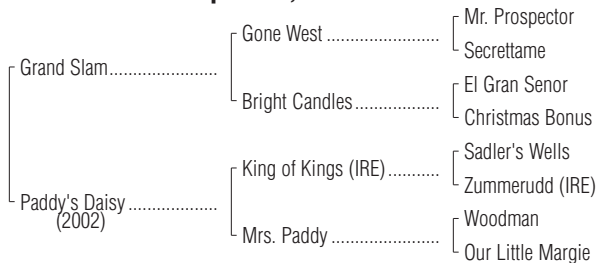 Mr. Prospector
Gone West ....................
Secrettame
Grand Slam....................
El Gran Senor
Bright Candles...............
Christmas Bonus
Sadler's Wells
King of Kings (IRE)..........
Zummerudd (IRE)
Paddy's Daisy .................
(2002)
Woodman
Mrs. Paddy ...................
Our Little Margie